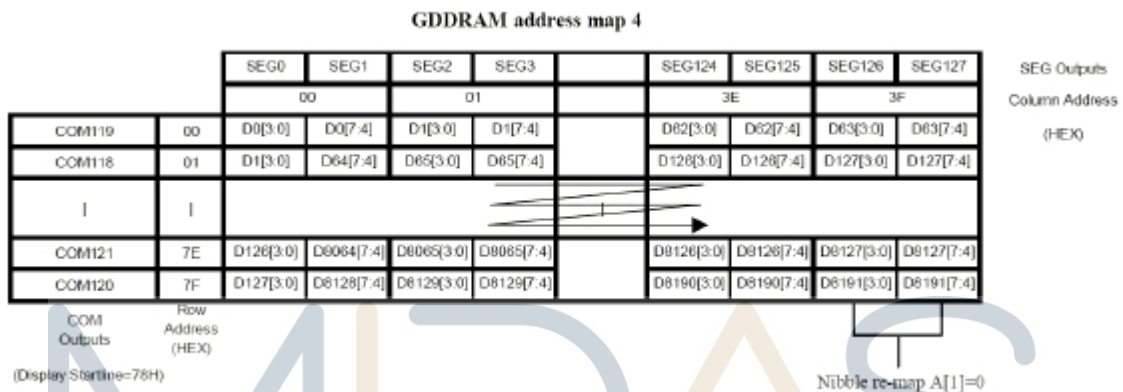 GDDRAM address map 4
SEG0 SEG1 SEG2 SEG3 SEG124 SEG125 SEG126 SEG127 SEG Outputs
00 01 3E 3F Column Address
COM119 00 D0[3:0] D0[7:4] D1[3:0] D1[7:4] D62[3:0] D62[7:4] D63[3:0] D63[7:4] (HEX)
COM118 01 D1[3:0] D64[7:4] D65[3:0] D65[7:4] D126[3:0] D126[7:4] D127[3:0] D127[7:4]
| | |
COM121 7E D126[3:0] D8064[7:4] D8065[3:0] D8065[7:4] D8126[3:0] D8126[7:4] D8127[3:0] D8127[7:4]
COM120 7F D127[3:0] D8128[7:4] D8129[3:0] D8129[7:4] D8190[3:0] D8190[7:4] D8191[3:0] D8191[7:4]
COM Outputs
Row Address (HEX)
(Display Startline=78H)
Nibble re-map A[1]=0
MIDAS